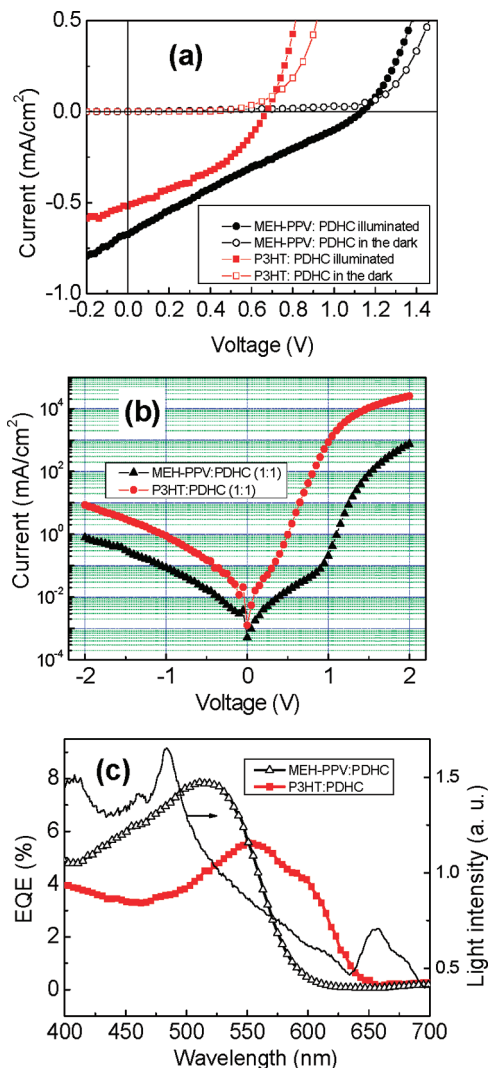 (a)
Current (mA/cm²)
0.5
0.0
-0.5
-1.0
MEH-PPV: PDHC illuminated
MEH-PPV: PDHC in the dark
P3HT: PDHC illuminated
P3HT: PDHC in the dark
-0.2 0.0 0.2 0.4 0.6 0.8 1.0 1.2 1.4
Voltage (V)
(b)
Current (mA/cm²)
10⁴
10²
10⁰
10⁻²
10⁻⁴
MEH-PPV:PDHC (1:1)
P3HT:PDHC (1:1)
-2 -1 0 1 2
Voltage (V)
(c)
EQE (%)
8
6
4
2
0
MEH-PPV:PDHC
P3HT:PDHC
Light intensity (a. u.)
1.5
1.1
0.8
0.4
400 450 500 550 600 650 700
Wavelength (nm)